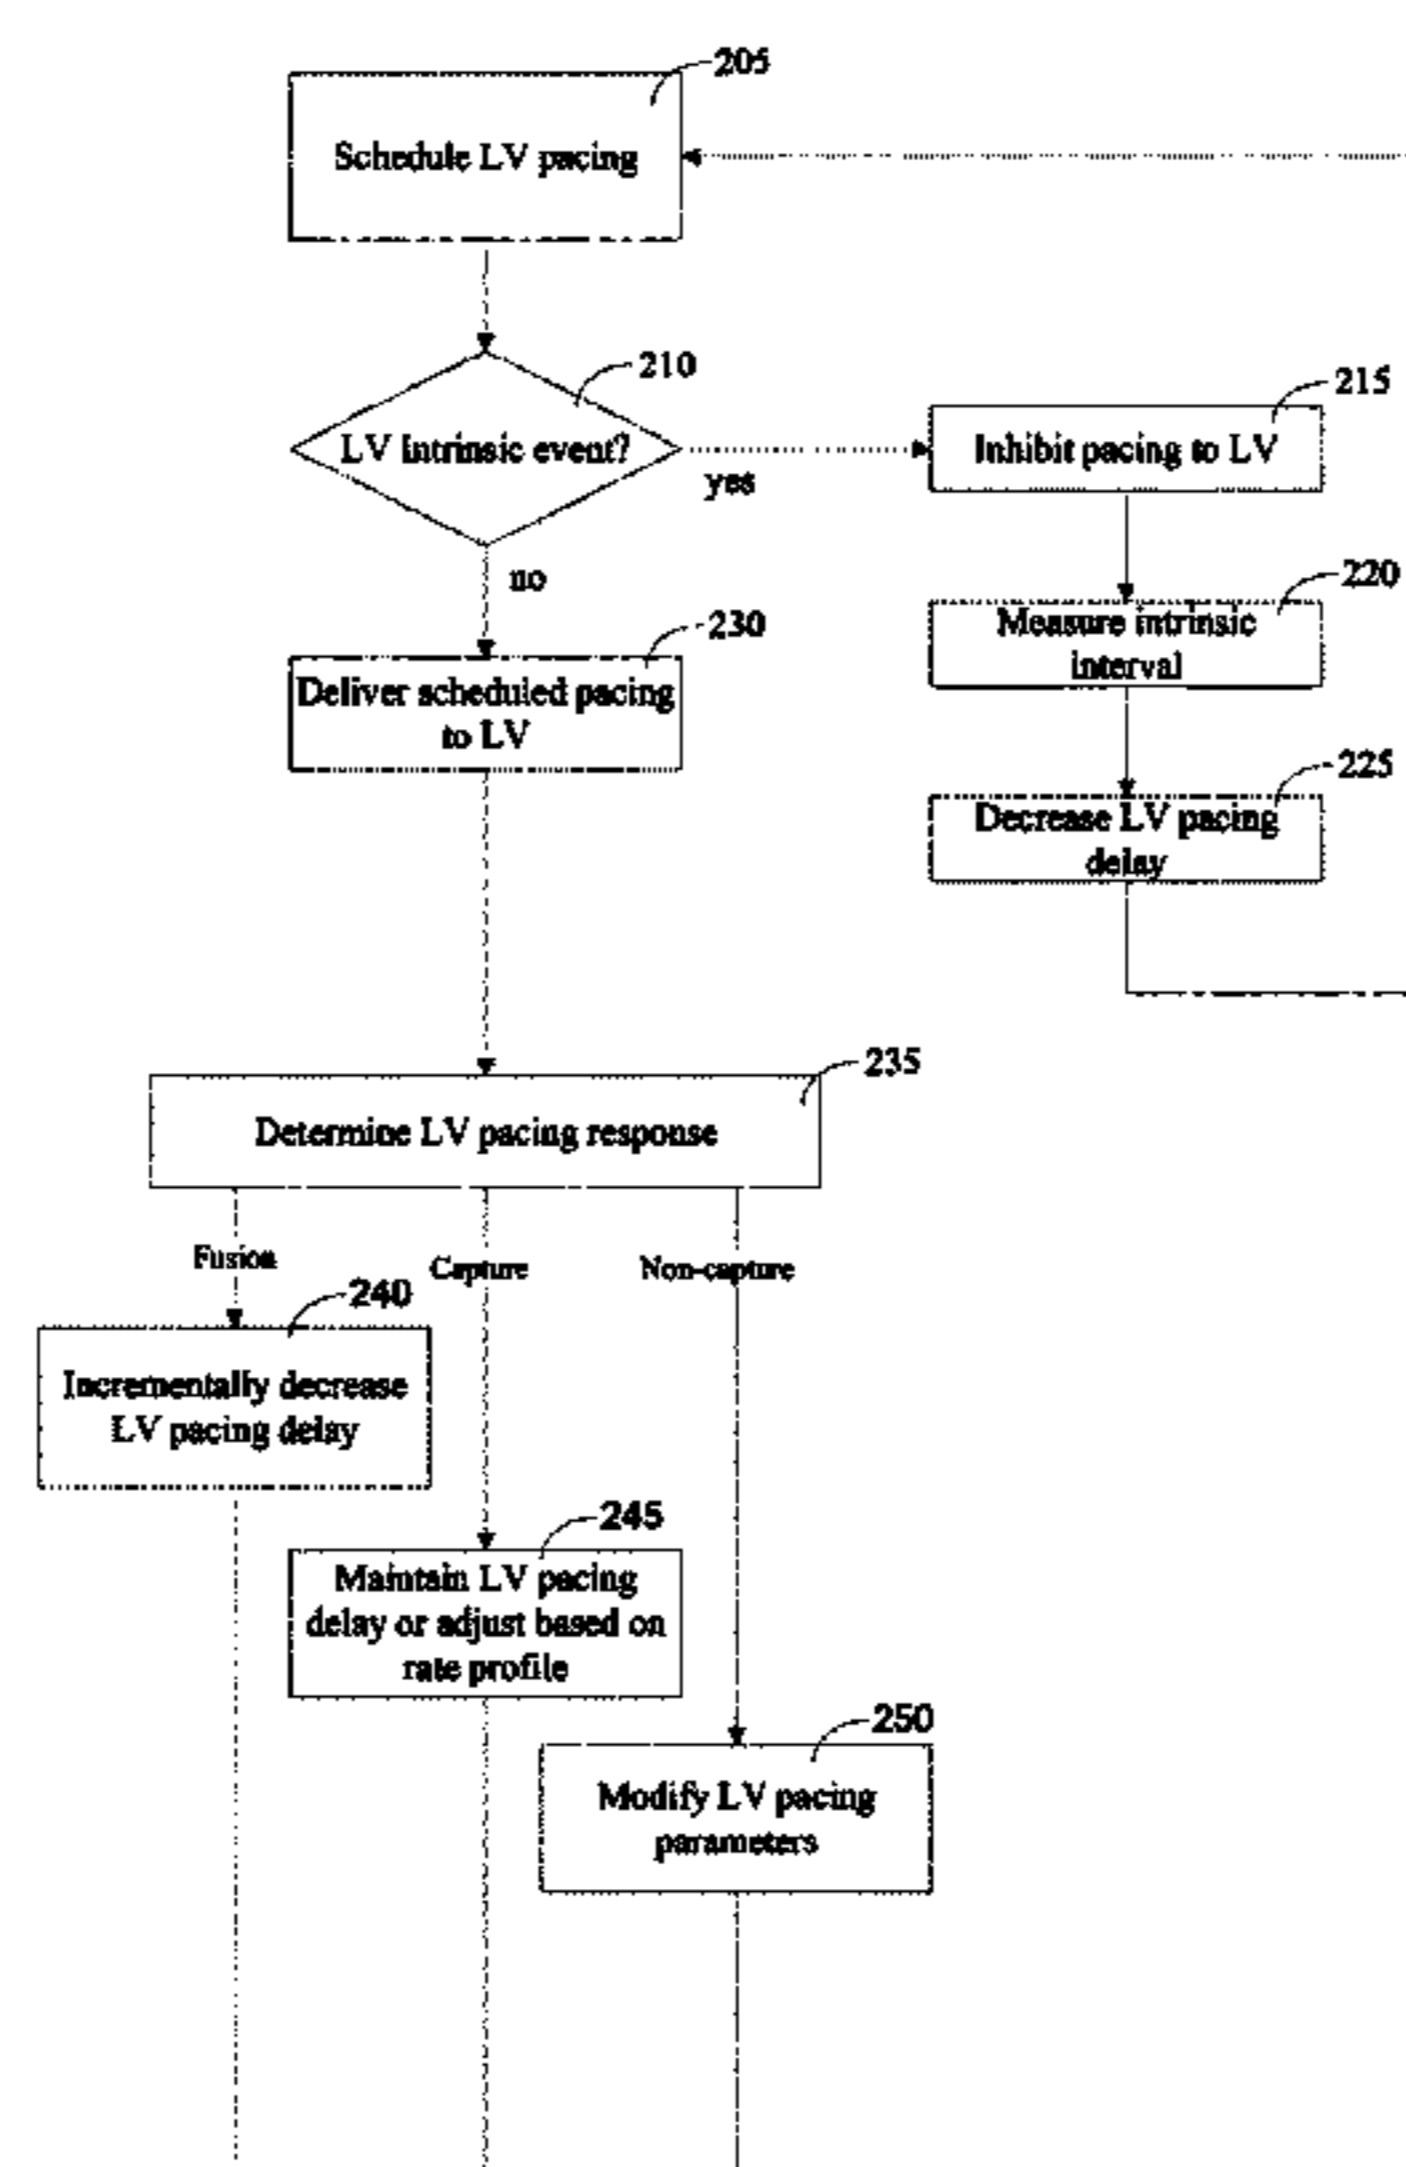 205
Schedule LV pacing
210
LV intrinsic event?
yes
no
215
Inhibit pacing to LV
220
Measure intrinsic
interval
225
Decrease LV pacing
delay
230
Deliver scheduled pacing
to LV
235
Determine LV pacing response
Fusion
Capture
Non-capture
240
Incrementally decrease
LV pacing delay
245
Maintain LV pacing
delay or adjust based on
rate profile
250
Modify LV pacing
parameters